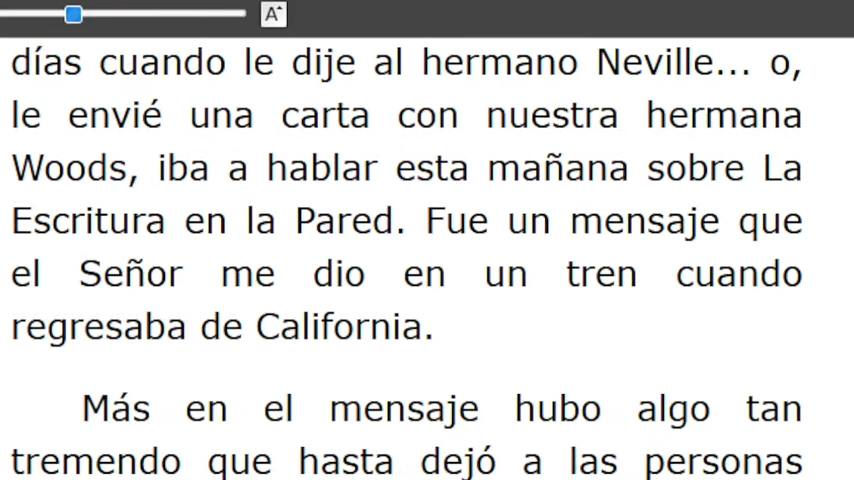 A
días cuando le dije al hermano Neville... o,
le envié una carta con nuestra hermana
Woods, iba a hablar esta mañana sobre La
Escritura en la Pared. Fue un mensaje que
el Señor me dio en un tren cuando
regresaba de California.
Más en el mensaje hubo algo tan
tremendo que hasta dejó a las personas